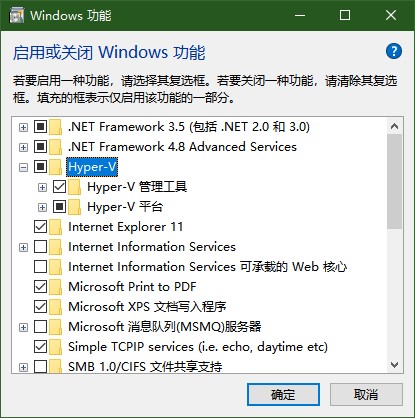 Windows 功能
启用或关闭 Windows 功能
若要启用一种功能，请选择其复选框。若要关闭一种功能，请清除其复选
框。填充的框表示仅启用该功能的一部分。
.NET Framework 3.5 (包括 .NET 2.0 和 3.0)
.NET Framework 4.8 Advanced Services
Hyper-V
Hyper-V 管理工具
Hyper-V 平台
Internet Explorer 11
Internet Information Services
Internet Information Services 可承载的 Web 核心
Microsoft Print to PDF
Microsoft XPS 文档写入程序
Microsoft 消息队列(MSMQ)服务器
Simple TCPIP services (i.e. echo, daytime etc)
SMB 1.0/CIFS 文件共享支持
确定
取消